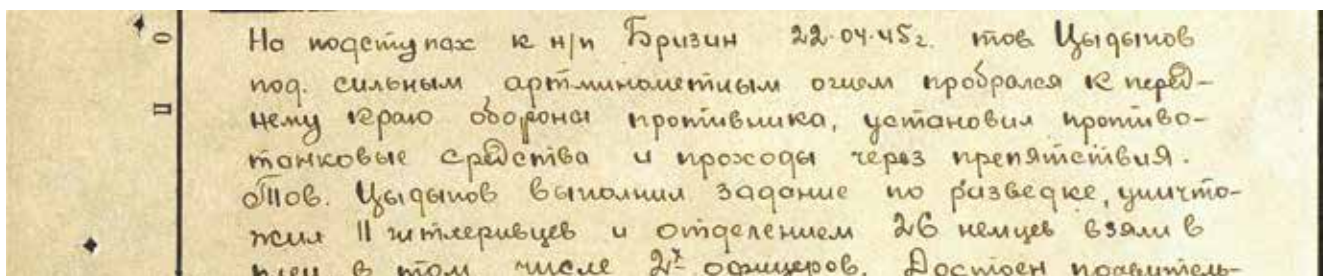 На подступах к н/п Бризин 22.04.45г. тов Цыдыпов
под. сильным артминометным огнем пробрался к перед-
нему краю обороны противника, установил противо-
танковые средства и проходы через препятствия.
Тов. Цыдыпов выполнил задание по разведке, уничто-
жил 11 гитлеривцев и отделением 26 немцев взяли в
плен в том числе 2х офицеров. Достоен правитель-